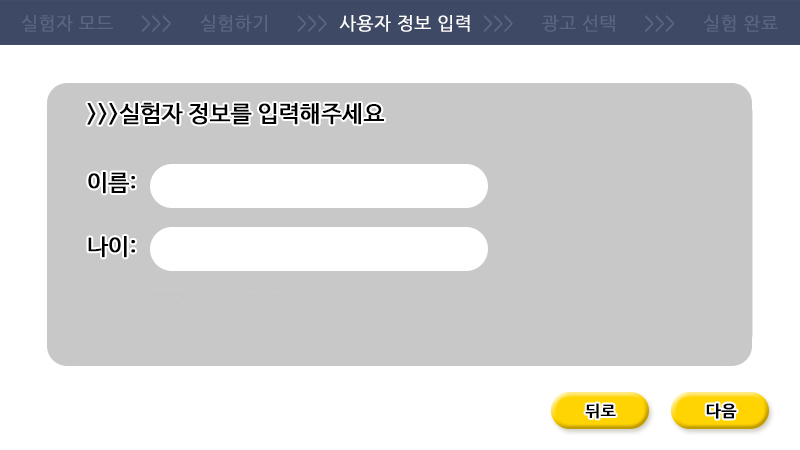 실험자 모드 >>> 실험하기 >>> 사용자 정보 입력 >>> 광고 선택 >>> 실험 완료
>>>실험자 정보를 입력해주세요
이름:
나이:
뒤로 다음